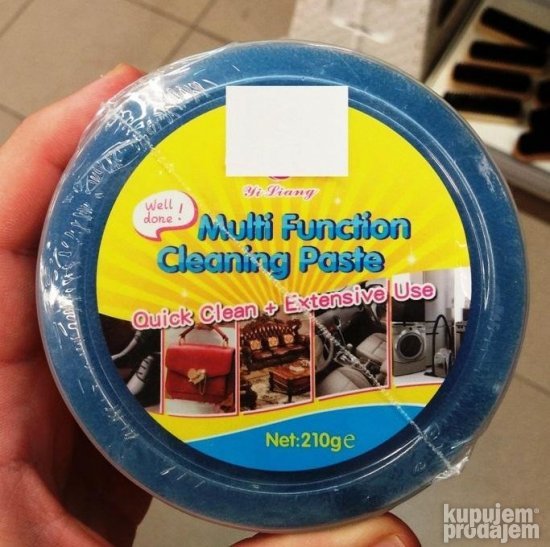 Yi Liang
Well
done!
Multi Function
Cleaning Paste
Quick Clean + Extensive Use
Net:210g e
kupujem
prodajem